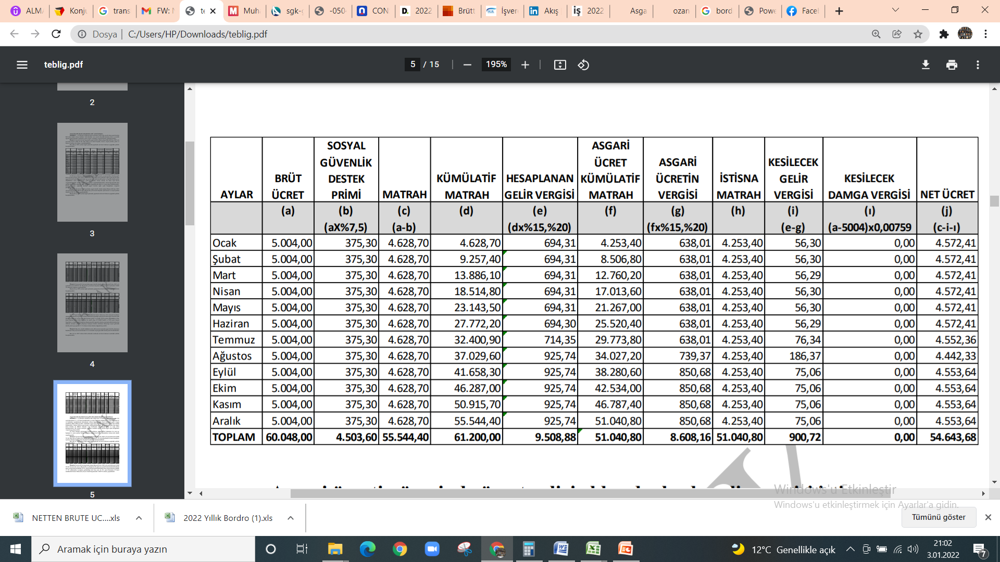 ALMA
Konju
trans
FW: N
te
Muha
sgk-g
-050
CON
2022
Brütt
İşvere
Akış
2022
Asga
ozan
bord
Powe
Facel
Dosya | C:/Users/HP/Downloads/teblig.pdf
teblig.pdf
5 / 15
195%
2
3
4
5
AYLAR | BRÜT ÜCRET | SOSYAL GÜVENLİK DESTEK PRİMİ | MATRAH | KÜMÜLATİF MATRAH | HESAPLANAN GELİR VERGİSİ | ASGARİ ÜCRET KÜMÜLATİF MATRAH | ASGARİ ÜCRETİN VERGİSİ | İSTİSNA MATRAH | KESİLECEK GELİR VERGİSİ | KESİLECEK DAMGA VERGİSİ | NET ÜCRET
(a) | (b) (aX%7,5) | (c) (a-b) | (d) | (e) (dx%15,%20) | (f) | (g) (fx%15,%20) | (h) | (i) (e-g) | (ı) (a-5004)x0,00759 | (j) (c-i-ı)
Ocak 5.004,00 375,30 4.628,70 4.628,70 694,31 4.253,40 638,01 4.253,40 56,30 0,00 4.572,41
Şubat 5.004,00 375,30 4.628,70 9.257,40 694,31 8.506,80 638,01 4.253,40 56,30 0,00 4.572,41
Mart 5.004,00 375,30 4.628,70 13.886,10 694,31 12.760,20 638,01 4.253,40 56,29 0,00 4.572,41
Nisan 5.004,00 375,30 4.628,70 18.514,80 694,31 17.013,60 638,01 4.253,40 56,30 0,00 4.572,41
Mayıs 5.004,00 375,30 4.628,70 23.143,50 694,31 21.267,00 638,01 4.253,40 56,30 0,00 4.572,41
Haziran 5.004,00 375,30 4.628,70 27.772,20 694,30 25.520,40 638,01 4.253,40 56,29 0,00 4.572,41
Temmuz 5.004,00 375,30 4.628,70 32.400,90 714,35 29.773,80 638,01 4.253,40 76,34 0,00 4.552,36
Ağustos 5.004,00 375,30 4.628,70 37.029,60 925,74 34.027,20 739,37 4.253,40 186,37 0,00 4.442,33
Eylül 5.004,00 375,30 4.628,70 41.658,30 925,74 38.280,60 850,68 4.253,40 75,06 0,00 4.553,64
Ekim 5.004,00 375,30 4.628,70 46.287,00 925,74 42.534,00 850,68 4.253,40 75,06 0,00 4.553,64
Kasım 5.004,00 375,30 4.628,70 50.915,70 925,74 46.787,40 850,68 4.253,40 75,06 0,00 4.553,64
Aralık 5.004,00 375,30 4.628,70 55.544,40 925,74 51.040,80 850,68 4.253,40 75,06 0,00 4.553,64
TOPLAM 60.048,00 4.503,60 55.544,40 61.200,00 9.508,88 51.040,80 8.608,16 51.040,80 900,72 0,00 54.643,68
Windows'u Etkinleştir
Windows'u etkinleştirmek için Ayarlar'a gidin.
NETTEN BRUTE UC....xls
2022 Yıllık Bordro (1).xls
Tümünü göster
Aramak için buraya yazın
12°C Genellikle açık
21:02
3.01.2022
7